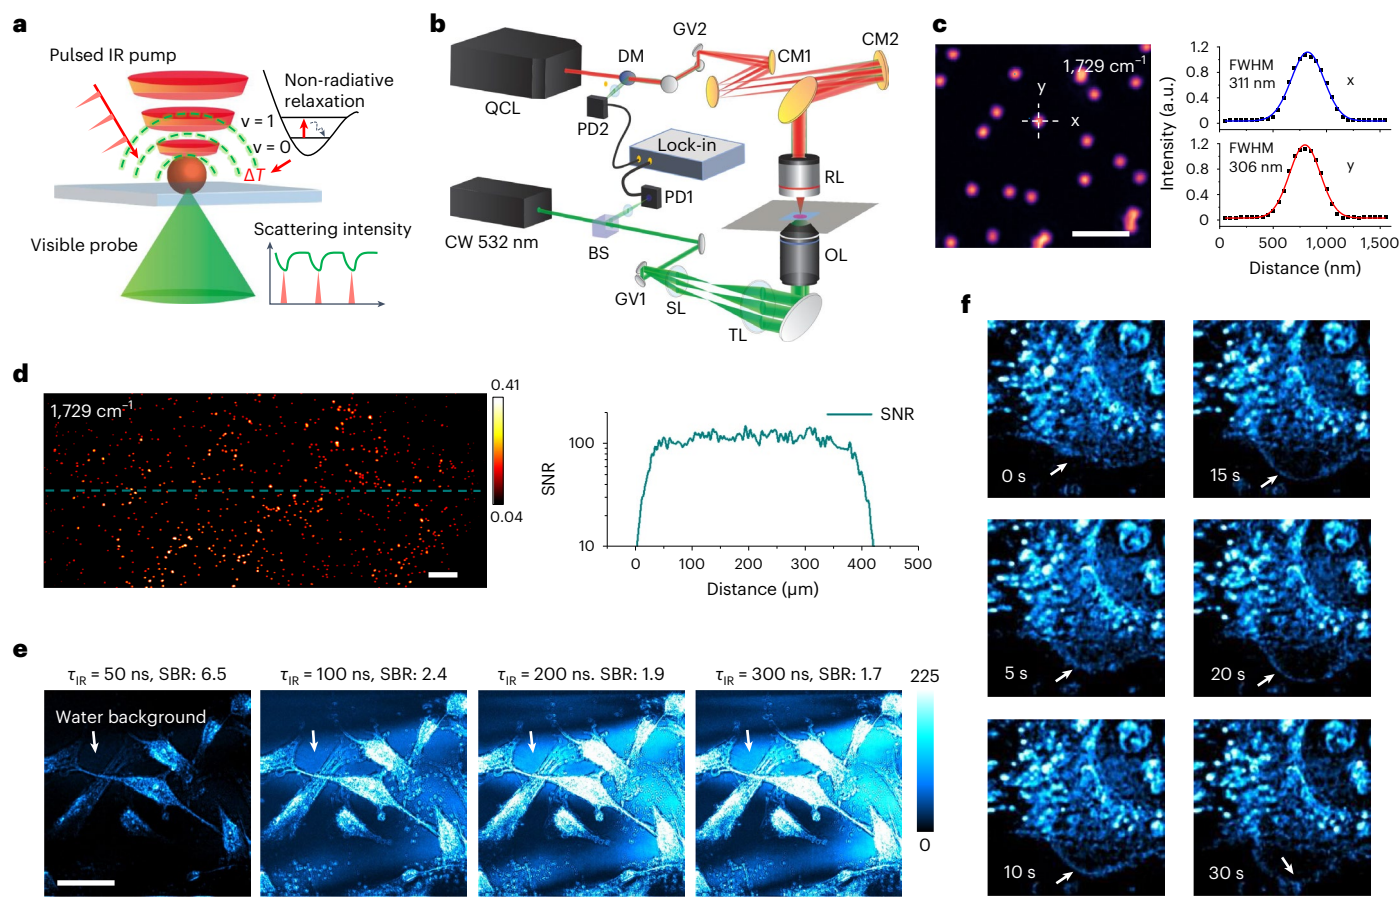 a
Pulsed IR pump
Non-radiative
relaxation
v = 1
v = 0
ΔT
Visible probe
Scattering intensity
b
QCL
DM
GV2
CM1
CM2
PD2
Lock-in
RL
PD1
CW 532 nm
BS
OL
GV1
SL
TL
c
1,729 cm⁻¹
y
x
Intensity (a.u.)
1.2
0.8
0.4
0
FWHM
311 nm
x
1.2
0.8
0.4
0
FWHM
306 nm
y
0
500
1,000
1,500
Distance (nm)
d
1,729 cm⁻¹
0.41
0.04
SNR
SNR
100
10
0
100
200
300
400
500
Distance (µm)
e
τIR = 50 ns, SBR: 6.5
τIR = 100 ns, SBR: 2.4
τIR = 200 ns. SBR: 1.9
τIR = 300 ns, SBR: 1.7
Water background
225
0
f
0 s
15 s
5 s
20 s
10 s
30 s